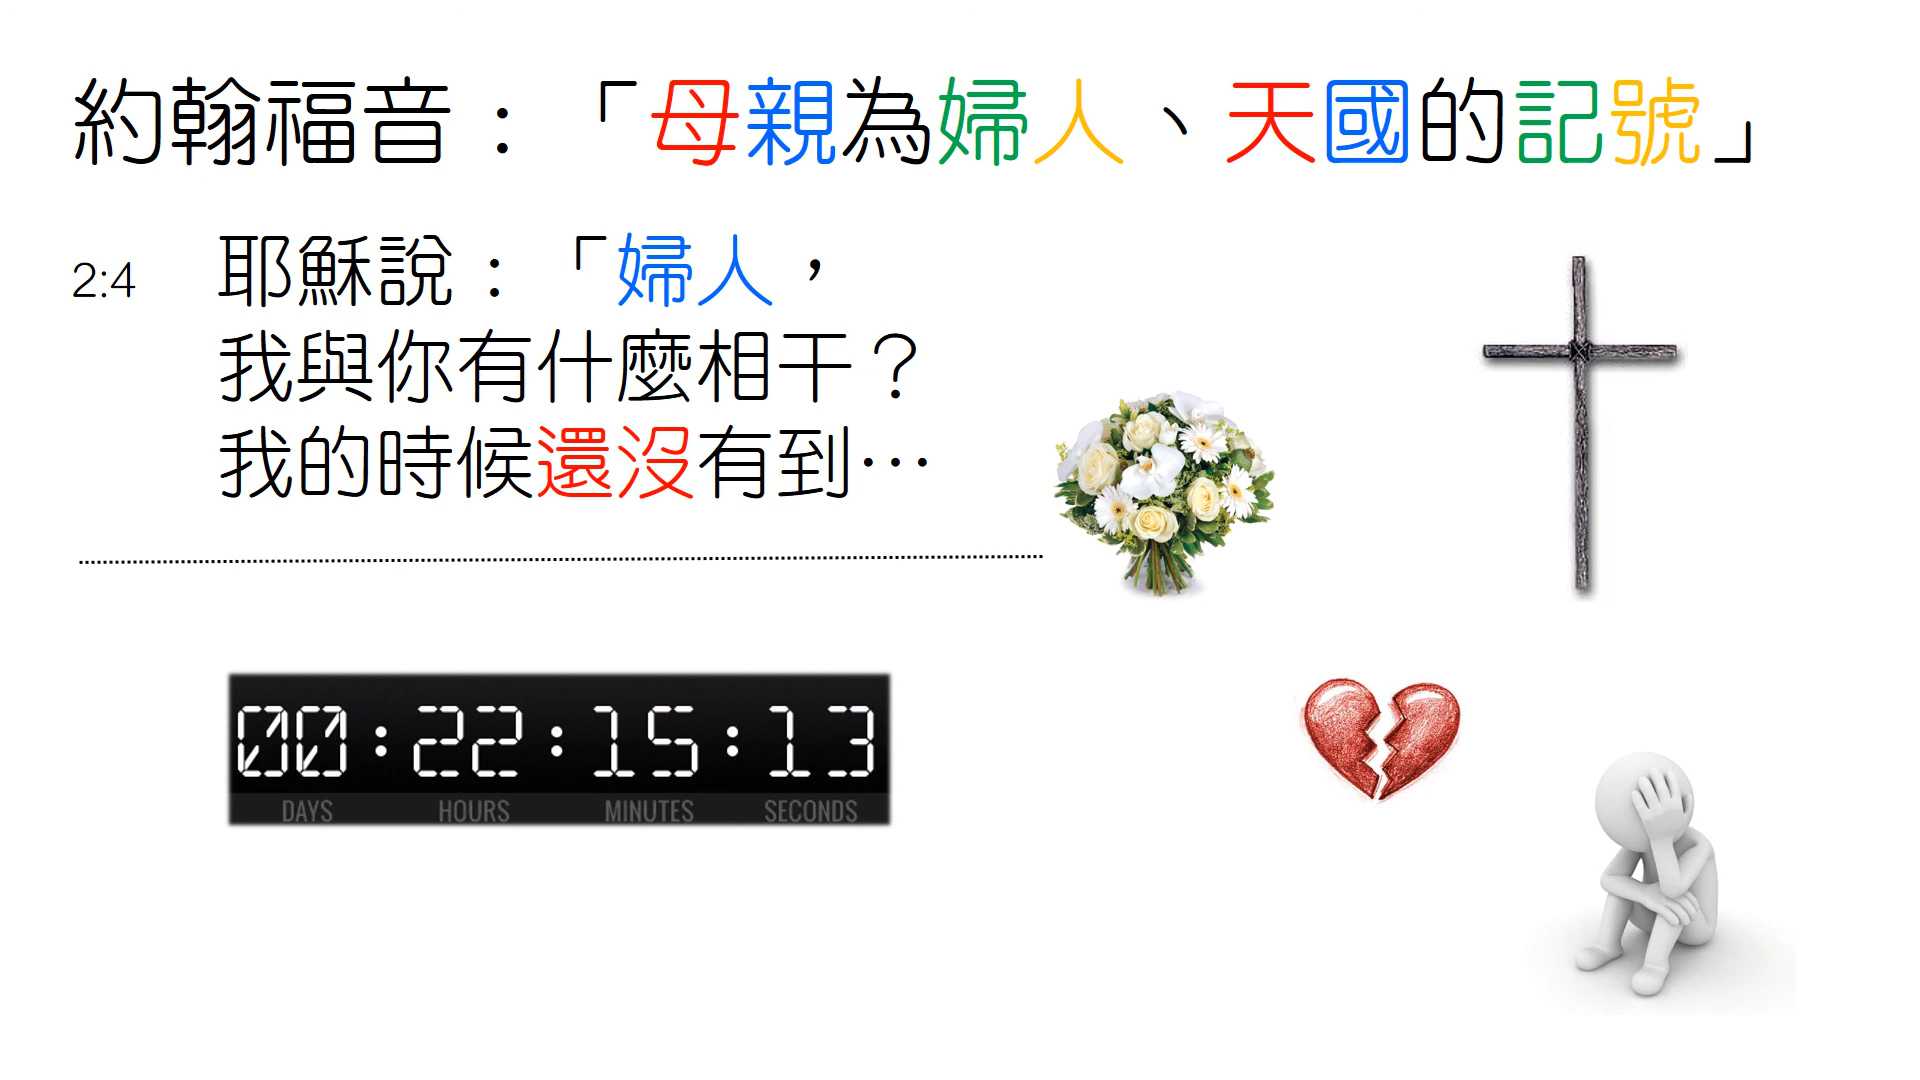 約翰福音：「母親為婦人、天國的記號」
2:4 耶穌說：「婦人，
我與你有什麼相干？
我的時候還沒有到…
00:22:15:13
DAYS HOURS MINUTES SECONDS